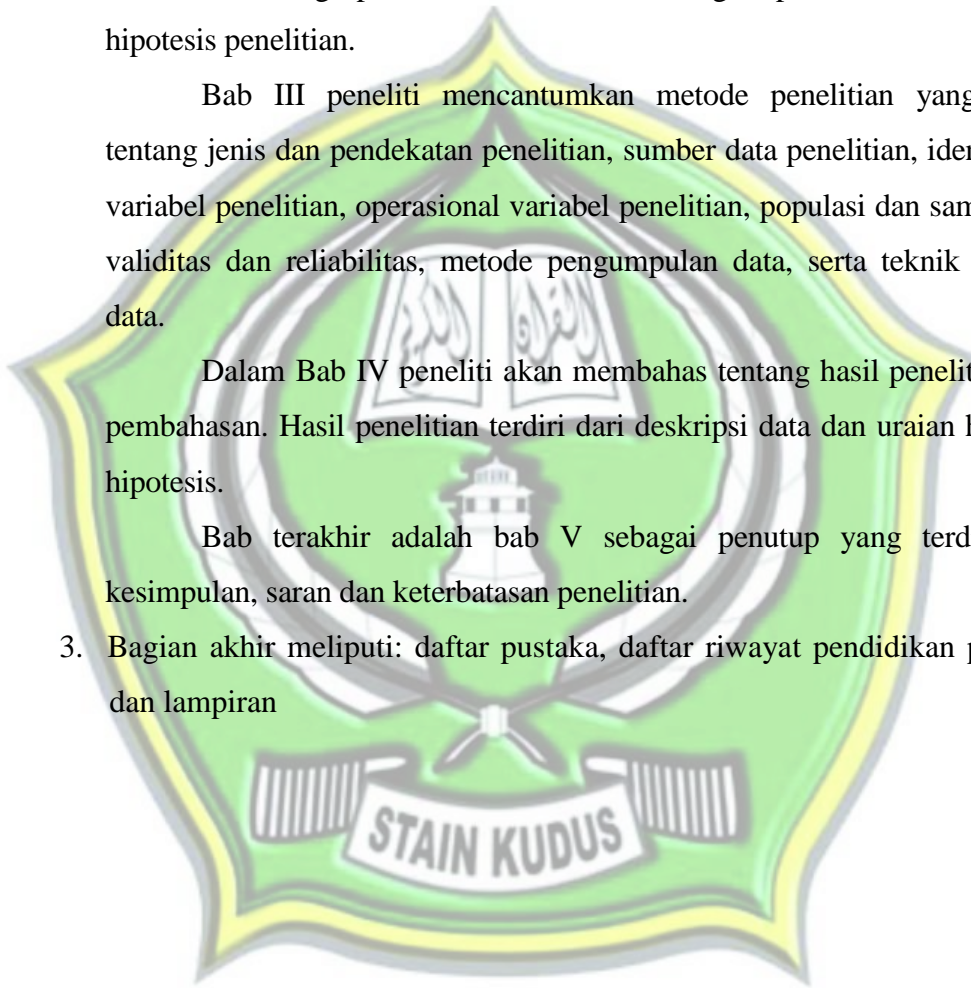 hipotesis penelitian.
Bab III peneliti mencantumkan metode penelitian yang
tentang jenis dan pendekatan penelitian, sumber data penelitian,
variabel penelitian, operasional variabel penelitian, populasi dan
validitas dan reliabilitas, metode pengumpulan data, serta teknik
data.
Dalam Bab IV peneliti akan membahas tentang hasil
pembahasan. Hasil penelitian terdiri dari deskripsi data dan uraian
hipotesis.
Bab terakhir adalah bab V sebagai penutup yang
kesimpulan, saran dan keterbatasan penelitian.
3. Bagian akhir meliputi: daftar pustaka, daftar riwayat pendidikan
dan lampiran
STAIN KUDUS